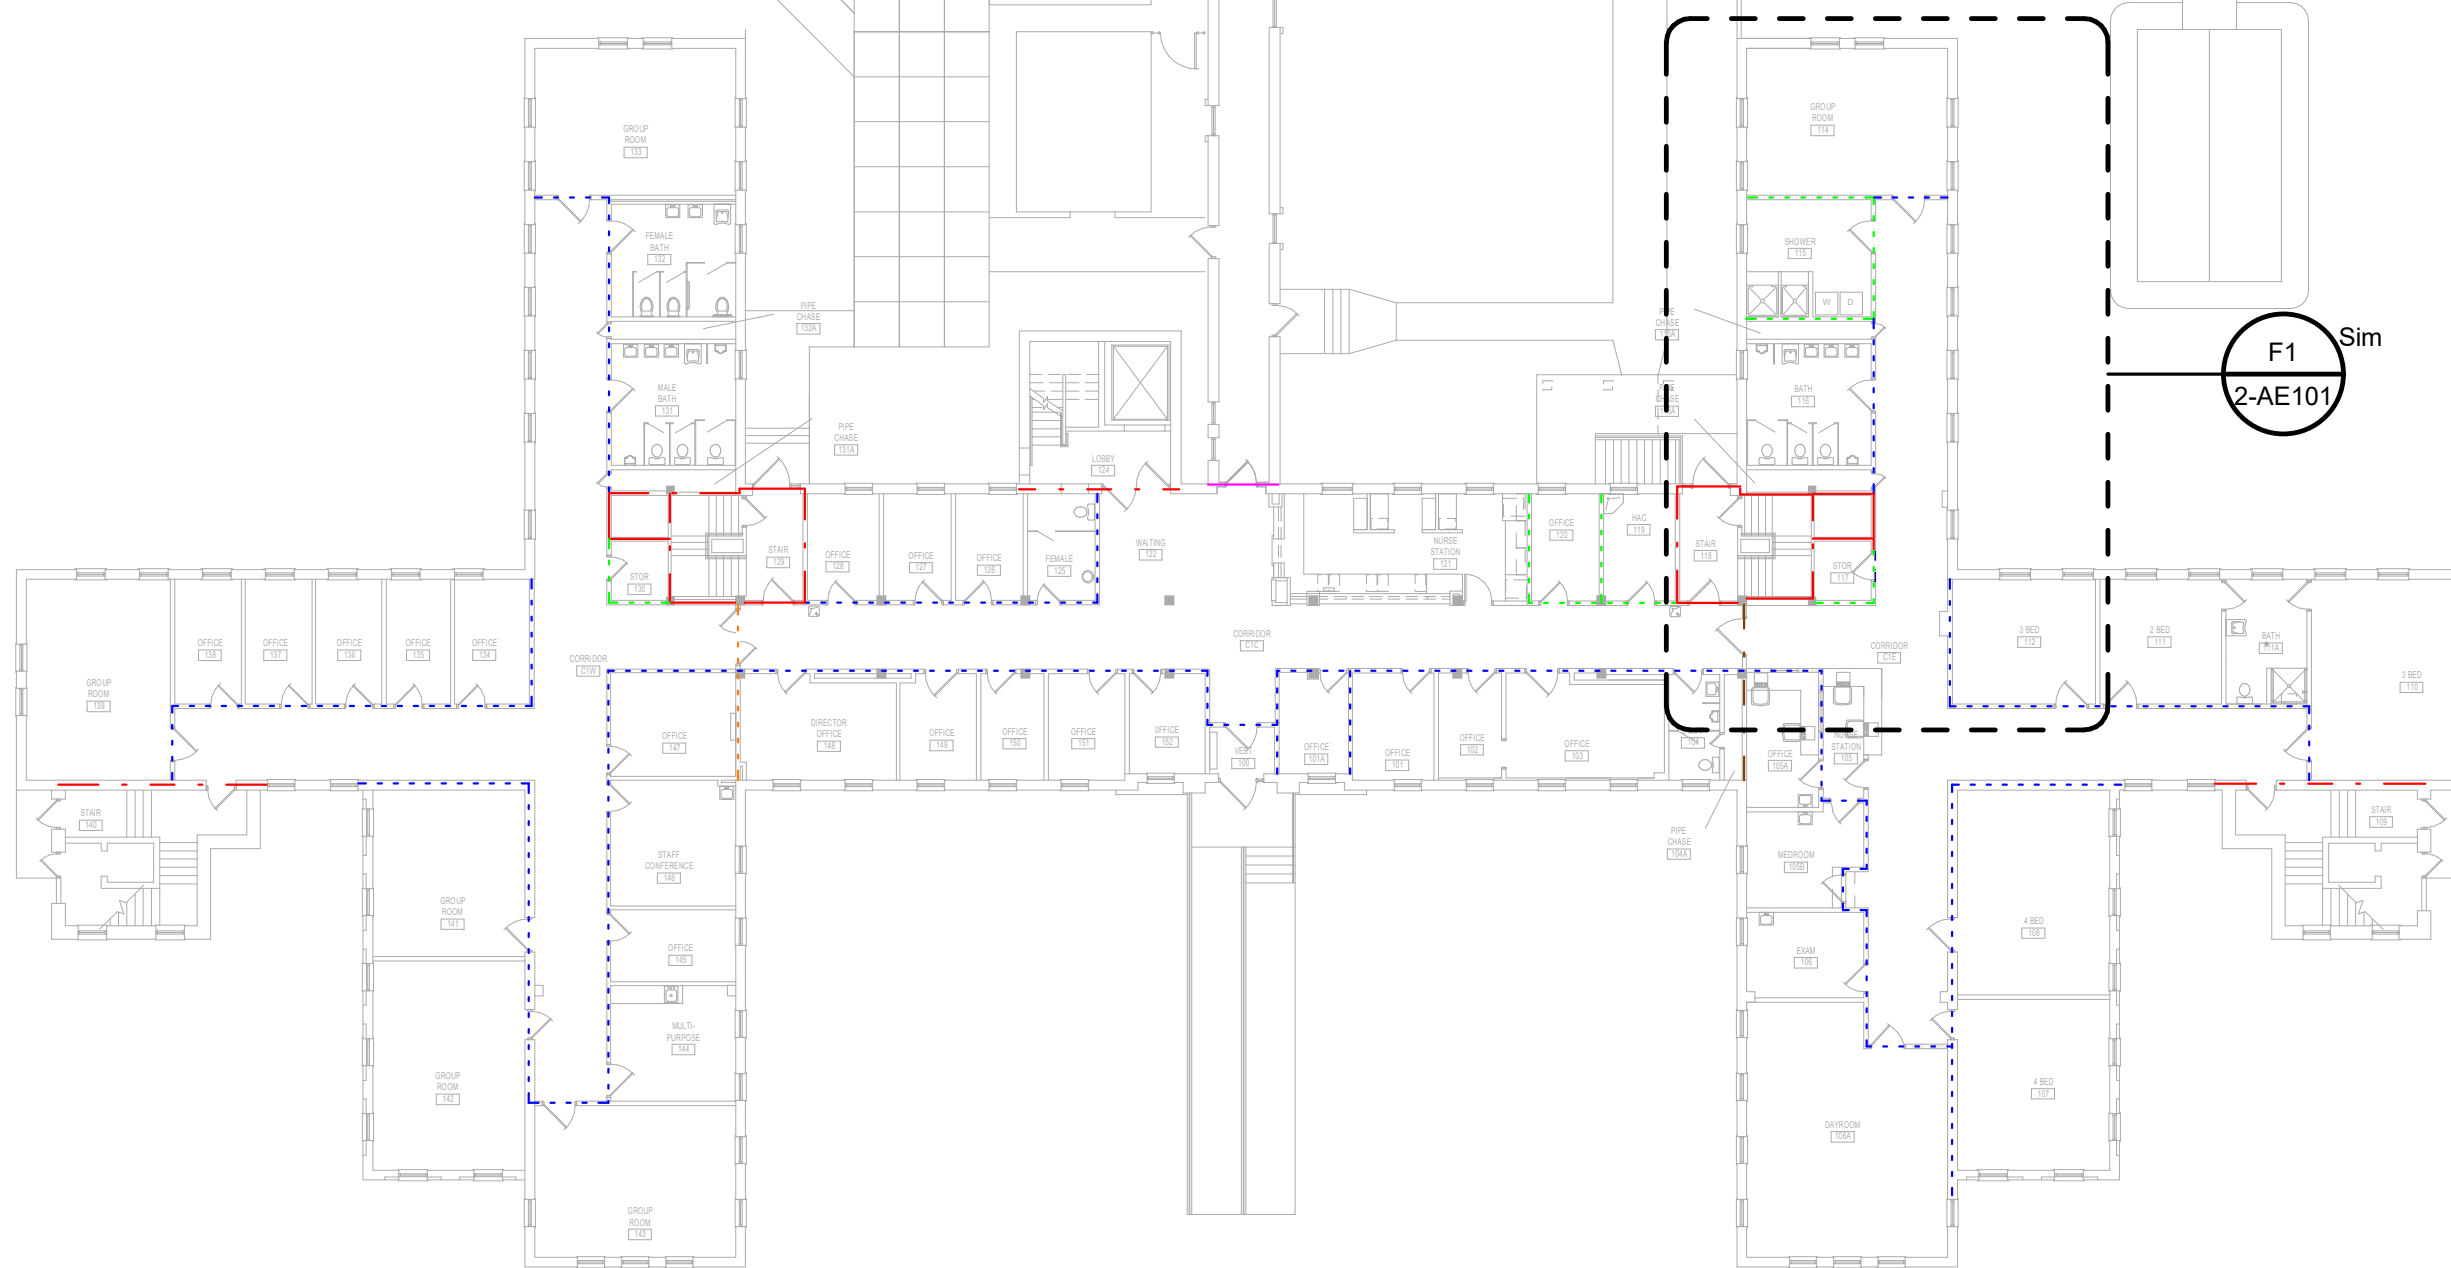 GROUP
ROOM
133
FEMALE
BATH
132
PIPE
CHASE
132A
MALE
BATH
131
PIPE
CHASE
131A
LOBBY
124
GROUP
ROOM
114
SHOWER
115
W D
PIPE
CHASE
BATH
116
F1
Sim
2-AE101
STOR
130
STAIR
129
OFFICE
128
OFFICE
127
OFFICE
126
FEMALE
125
WAITING
122
NURSE
STATION
121
OFFICE
120
HAC
119
STAIR
118
STOR
117
GROUP
ROOM
139
OFFICE
138
OFFICE
137
OFFICE
136
OFFICE
135
OFFICE
134
CORRIDOR
C1W
CORRIDOR
C1C
CORRIDOR
C1E
3 BED
112
2 BED
111
BATH
111A
3 BED
110
OFFICE
147
DIRECTOR
OFFICE
148
OFFICE
149
OFFICE
150
OFFICE
151
OFFICE
152
VEST
100
OFFICE
101A
OFFICE
101
OFFICE
102
OFFICE
103
104
OFFICE
105A
NURSE
STATION
105
STAIR
140
STAFF
CONFERENCE
146
PIPE
CHASE
104A
MEDROOM
105B
STAIR
109
GROUP
ROOM
141
OFFICE
145
EXAM
106
4 BED
108
MULTI-
PURPOSE
144
GROUP
ROOM
142
4 BED
107
DAYROOM
106A
GROUP
ROOM
143